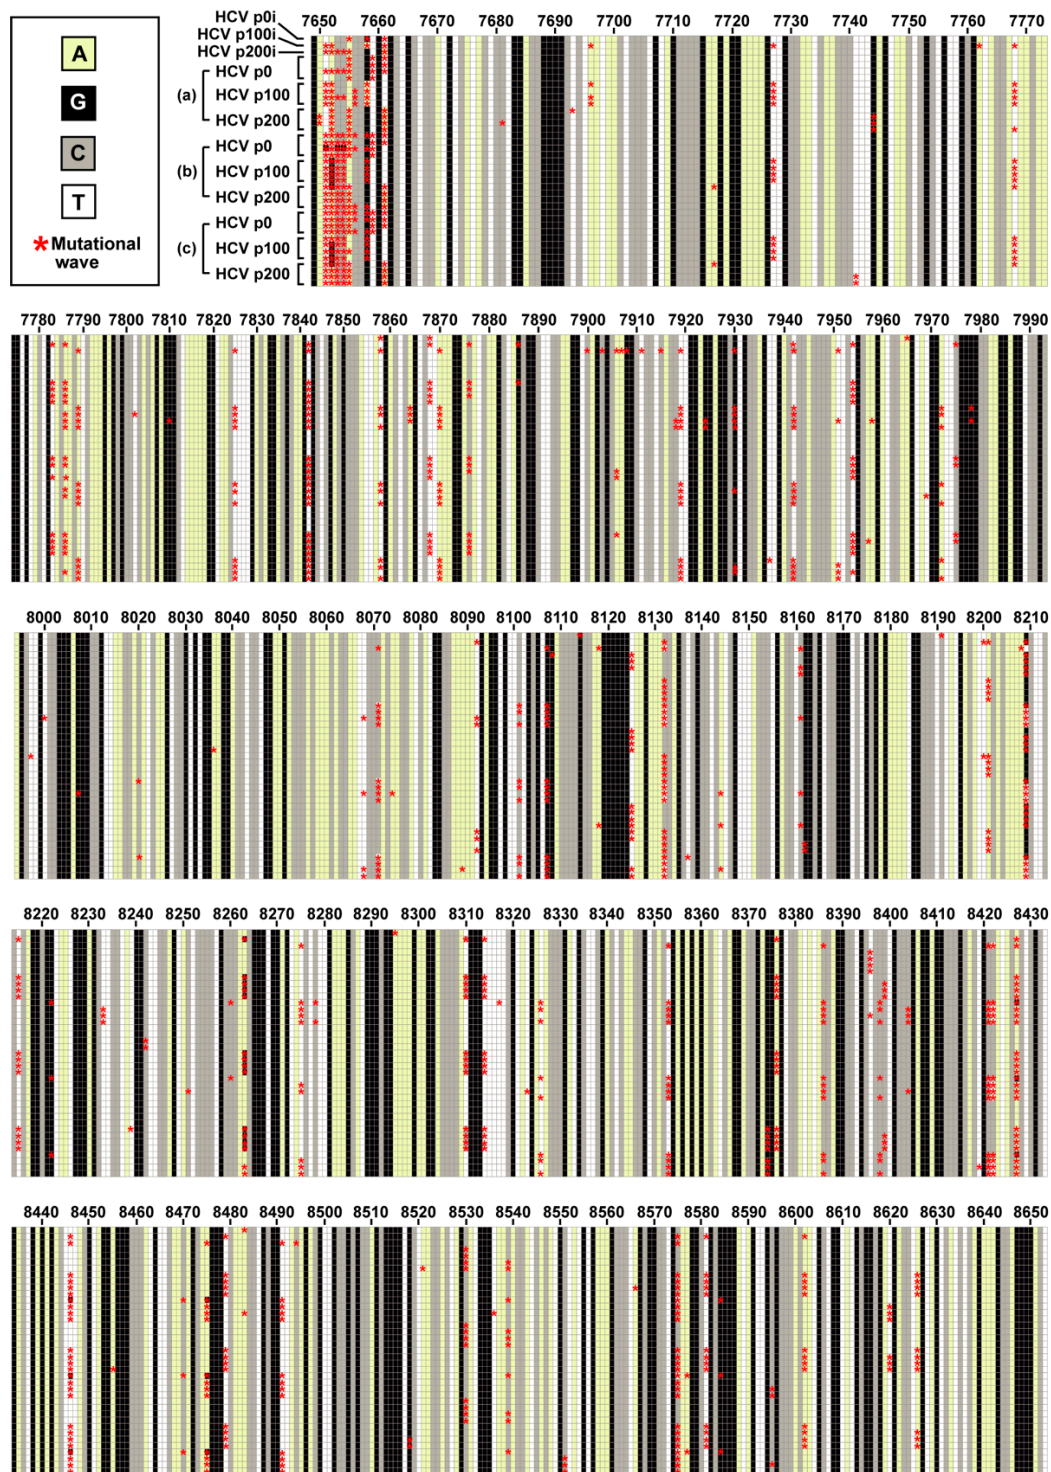 HCV p0i
HCV p100i
HCV p200i
7650 7660 7670 7680 7690 7700 7710 7720 7730 7740 7750 7760 7770
A
G
C
T
* Mutational
wave
(a)
HCV p0
HCV p100
HCV p200
(b)
HCV p0
HCV p100
HCV p200
(c)
HCV p0
HCV p100
HCV p200
7780 7790 7800 7810 7820 7830 7840 7850 7860 7870 7880 7890 7900 7910 7920 7930 7940 7950 7960 7970 7980 7990
8000 8010 8020 8030 8040 8050 8060 8070 8080 8090 8100 8110 8120 8130 8140 8150 8160 8170 8180 8190 8200 8210
8220 8230 8240 8250 8260 8270 8280 8290 8300 8310 8320 8330 8340 8350 8360 8370 8380 8390 8400 8410 8420 8430
8440 8450 8460 8470 8480 8490 8500 8510 8520 8530 8540 8550 8560 8570 8580 8590 8600 8610 8620 8630 8640 8650